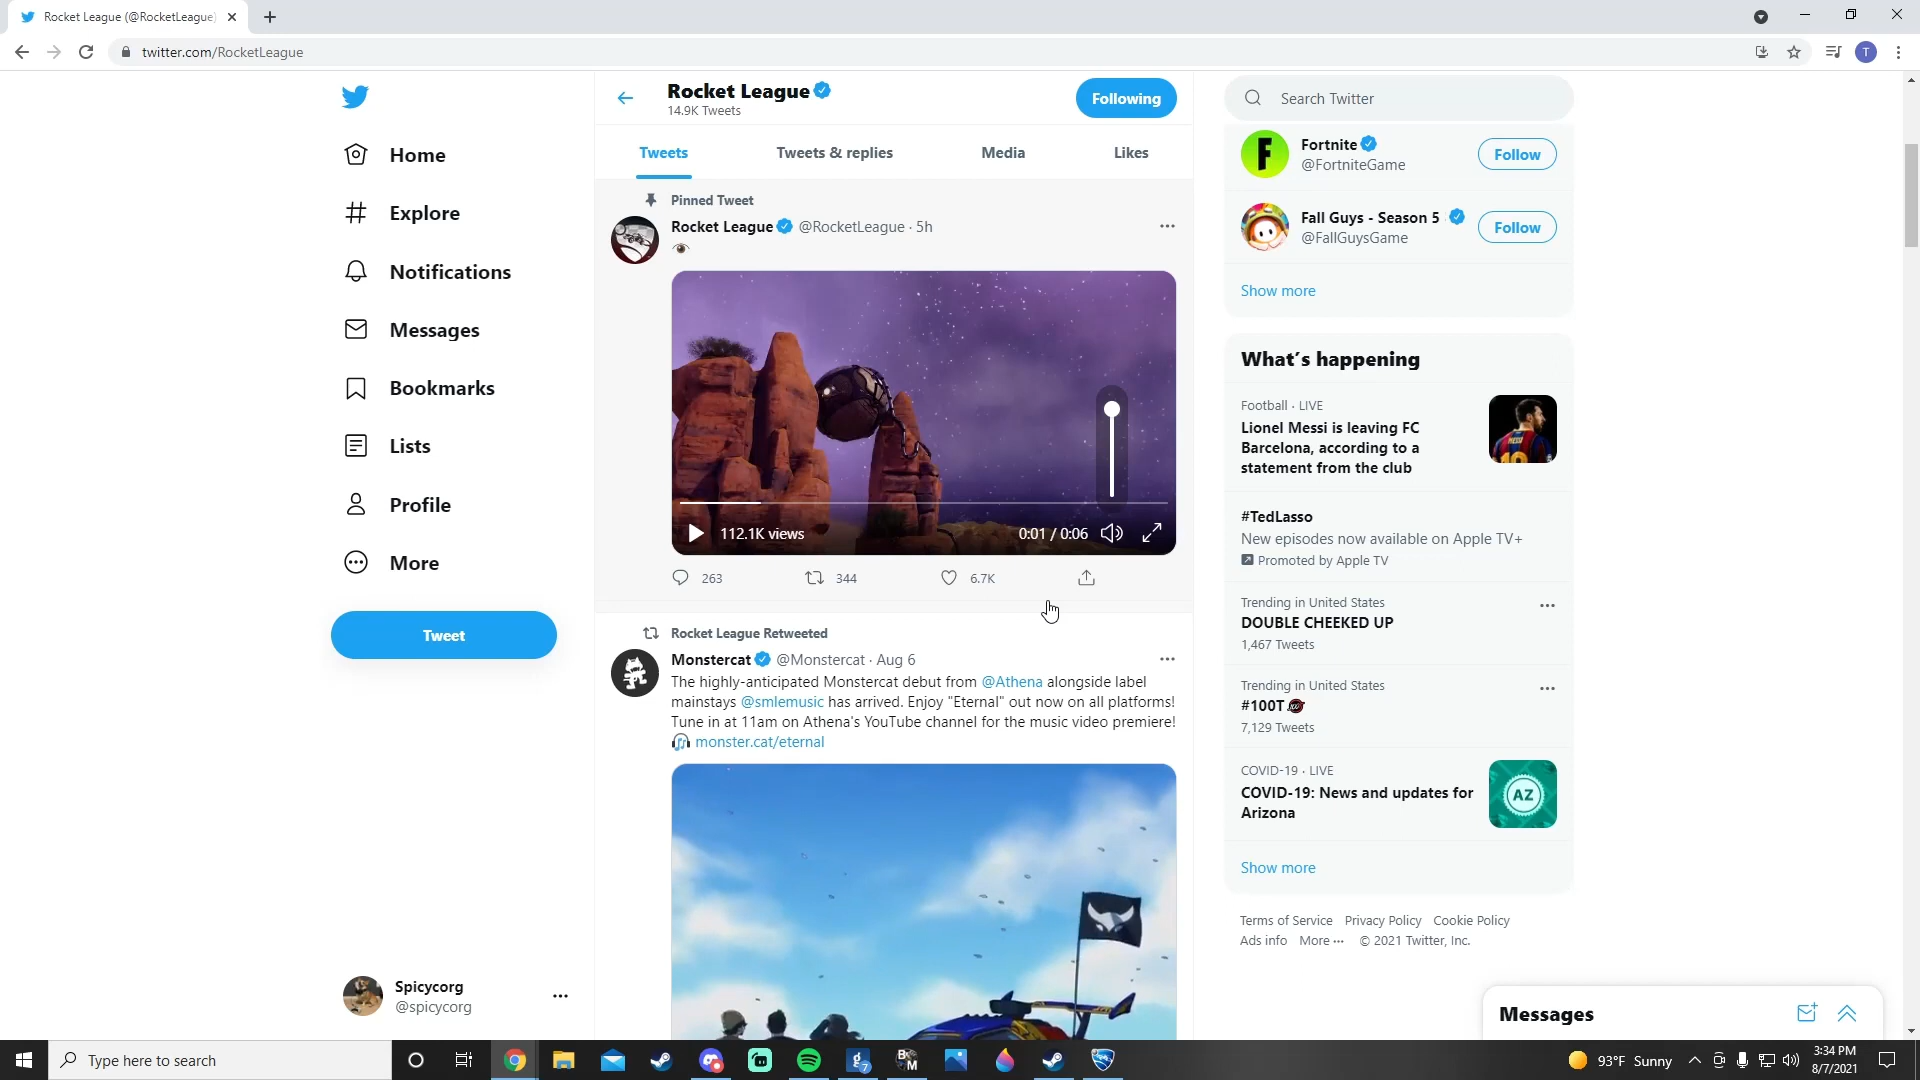 Rocket League (@RocketLeague)
twitter.com/RocketLeague
T
Rocket League
14.9K Tweets
Following
Search Twitter
Home
Explore
Notifications
Messages
Bookmarks
Lists
Profile
More
Tweet
Spicycorg
@spicycorg
Tweets
Tweets & replies
Media
Likes
Pinned Tweet
Rocket League @RocketLeague · 5h
112.1K views
0:01 / 0:06
263
344
6.7K
Rocket League Retweeted
Monstercat @Monstercat · Aug 6
The highly-anticipated Monstercat debut from @Athena alongside label
mainstays @smlemusic has arrived. Enjoy "Eternal" out now on all platforms!
Tune in at 11am on Athena's YouTube channel for the music video premiere!
monster.cat/eternal
Fortnite
@FortniteGame
Follow
Fall Guys - Season 5
@FallGuysGame
Follow
Show more
What's happening
Football · LIVE
Lionel Messi is leaving FC
Barcelona, according to a
statement from the club
#TedLasso
New episodes now available on Apple TV+
Promoted by Apple TV
Trending in United States
DOUBLE CHEEKED UP
1,467 Tweets
Trending in United States
#100T
7,129 Tweets
COVID-19 · LIVE
COVID-19: News and updates for
Arizona
AZ
Show more
Terms of Service Privacy Policy Cookie Policy
Ads info More ··· © 2021 Twitter, Inc.
Messages
Type here to search
93°F Sunny
3:34 PM
8/7/2021